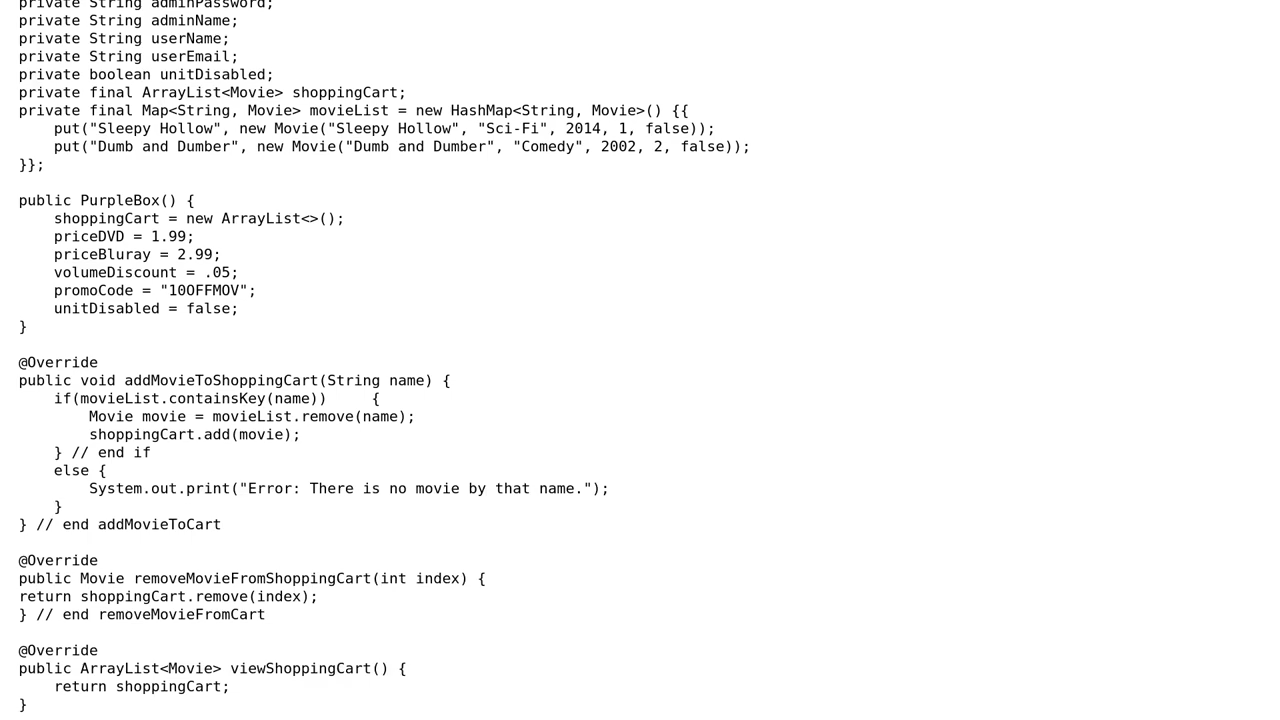 private String adminPassword;
private String adminName;
private String userName;
private String userEmail;
private boolean unitDisabled;
private final ArrayList<Movie> shoppingCart;
private final Map<String, Movie> movieList = new HashMap<String, Movie>() {{
    put("Sleepy Hollow", new Movie("Sleepy Hollow", "Sci-Fi", 2014, 1, false));
    put("Dumb and Dumber", new Movie("Dumb and Dumber", "Comedy", 2002, 2, false));
}};

public PurpleBox() {
    shoppingCart = new ArrayList<>();
    priceDVD = 1.99;
    priceBluray = 2.99;
    volumeDiscount = .05;
    promoCode = "10OFFMOV";
    unitDisabled = false;
}

@Override
public void addMovieToShoppingCart(String name) {
    if(movieList.containsKey(name))     {
        Movie movie = movieList.remove(name);
        shoppingCart.add(movie);
    } // end if
    else {
        System.out.print("Error: There is no movie by that name.");
    }
} // end addMovieToCart

@Override
public Movie removeMovieFromShoppingCart(int index) {
return shoppingCart.remove(index);
} // end removeMovieFromCart

@Override
public ArrayList<Movie> viewShoppingCart() {
    return shoppingCart;
}